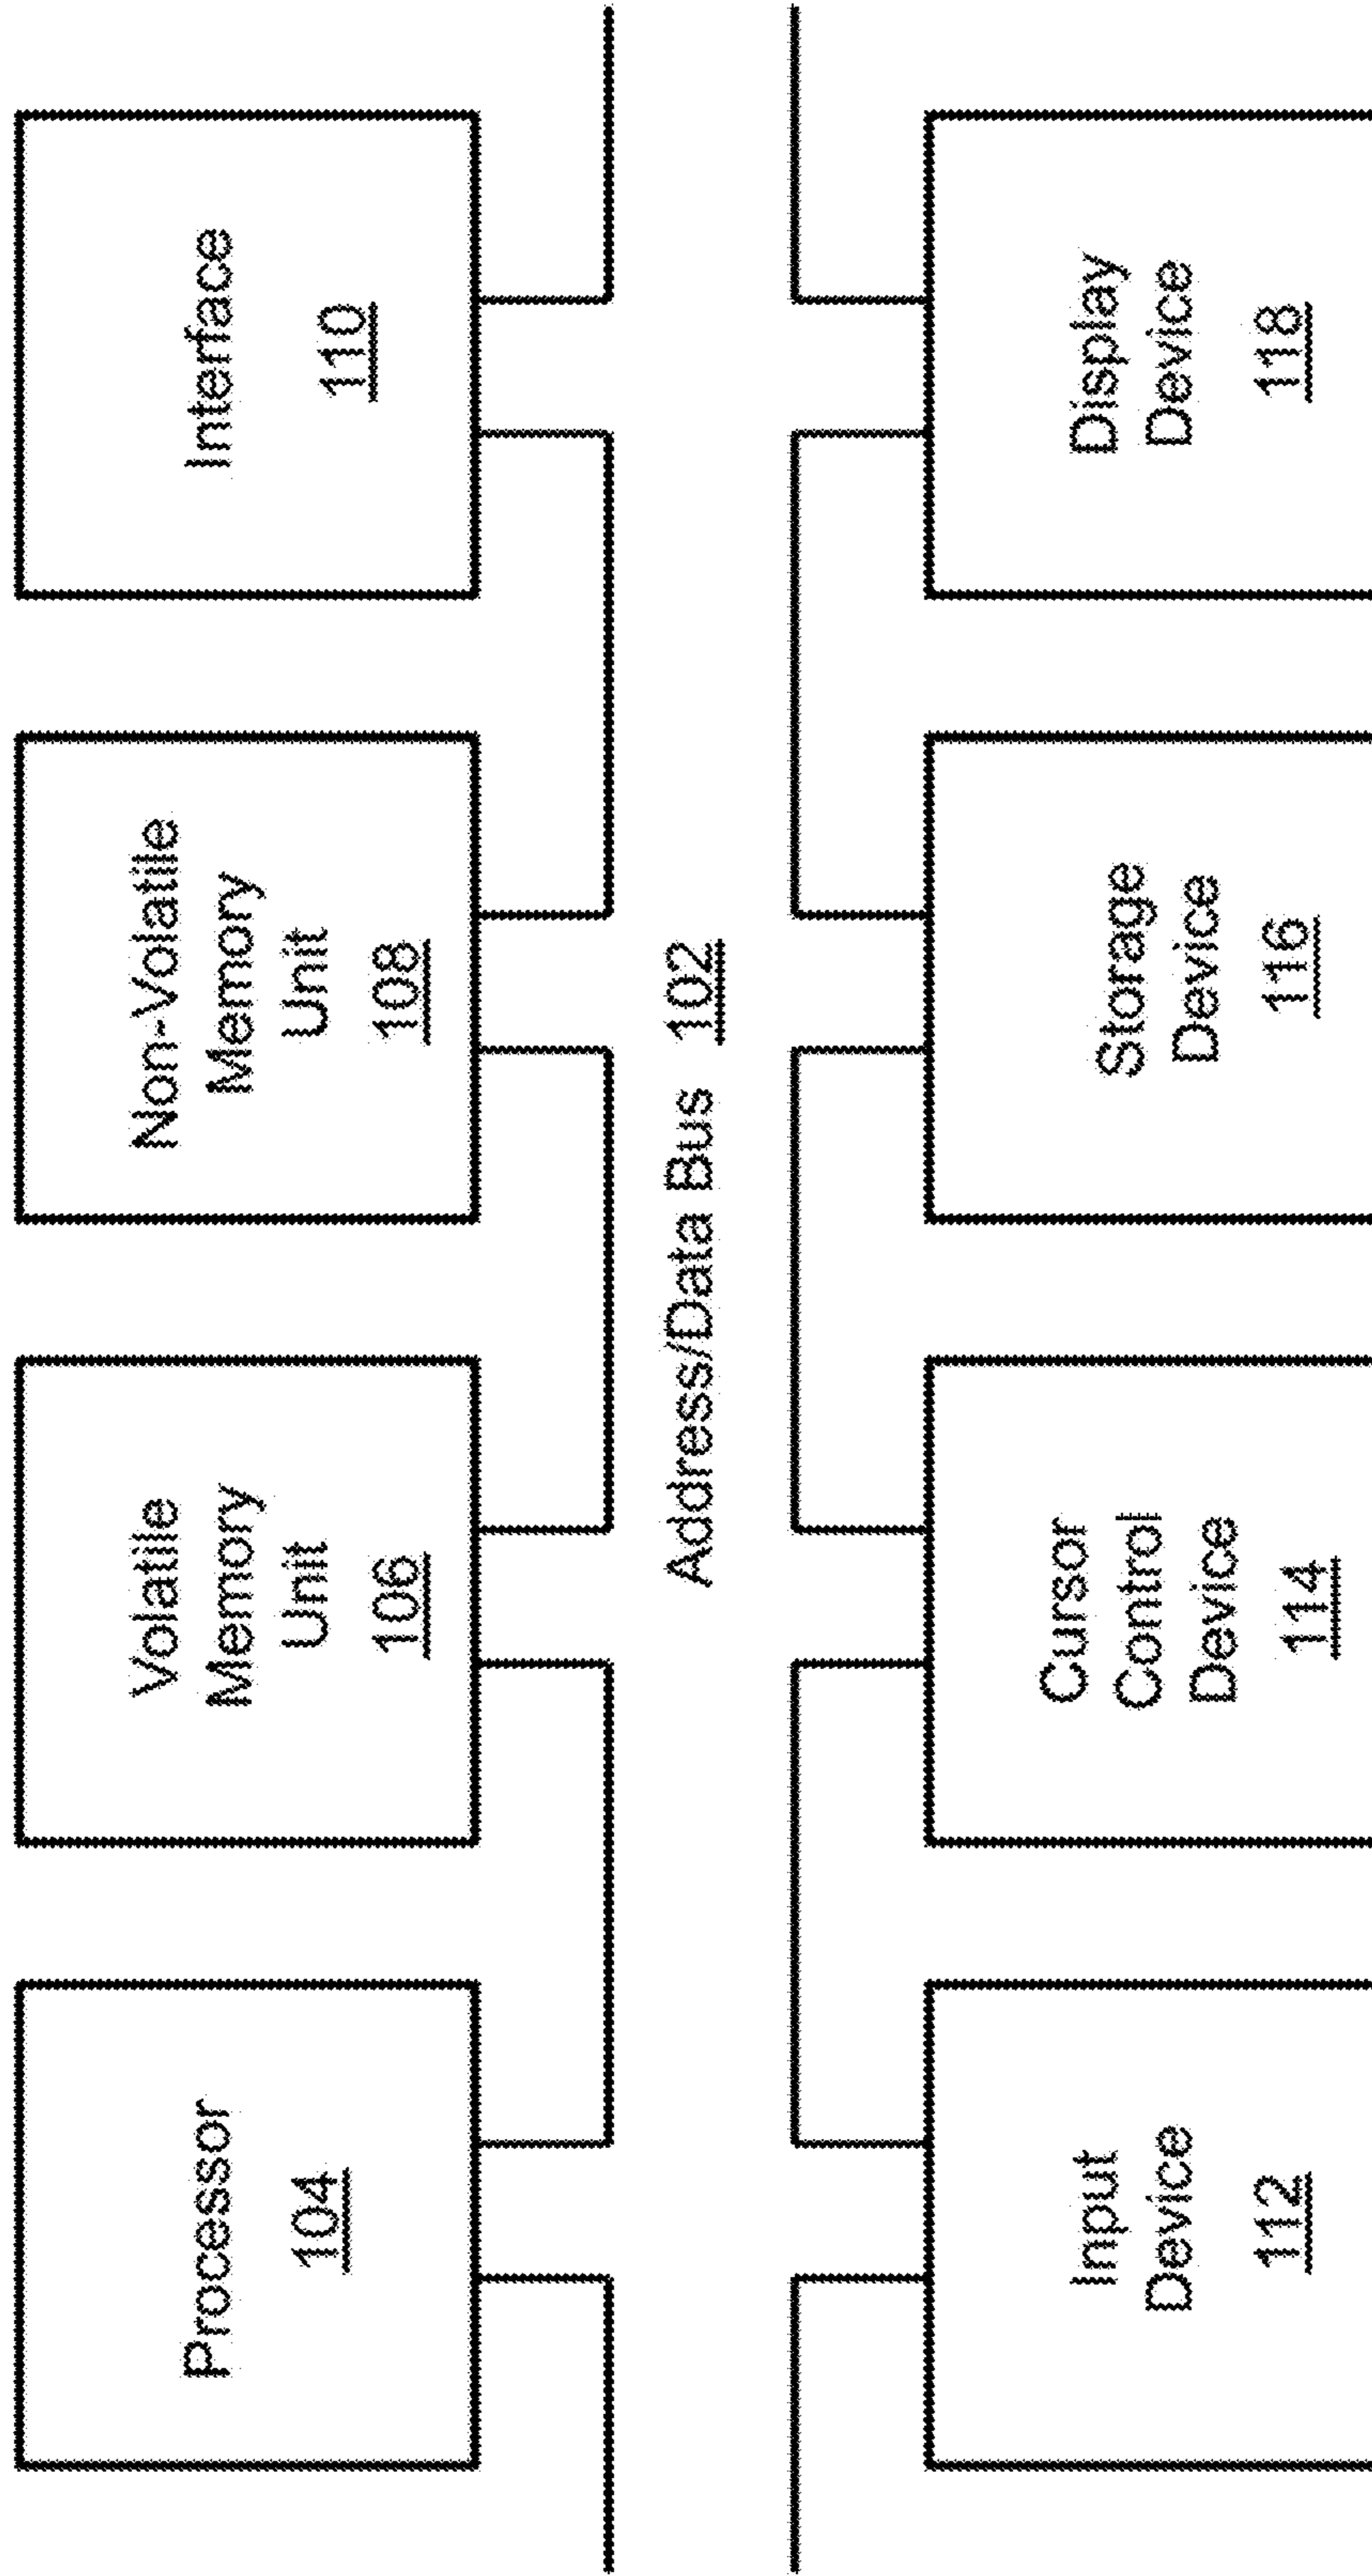 Processor
104
Volatile
Memory
Unit
106
Non-Volatile
Memory
Unit
108
Interface
110
Address/Data Bus 102
Input
Device
112
Cursor
Control
Device
114
Storage
Device
116
Display
Device
118